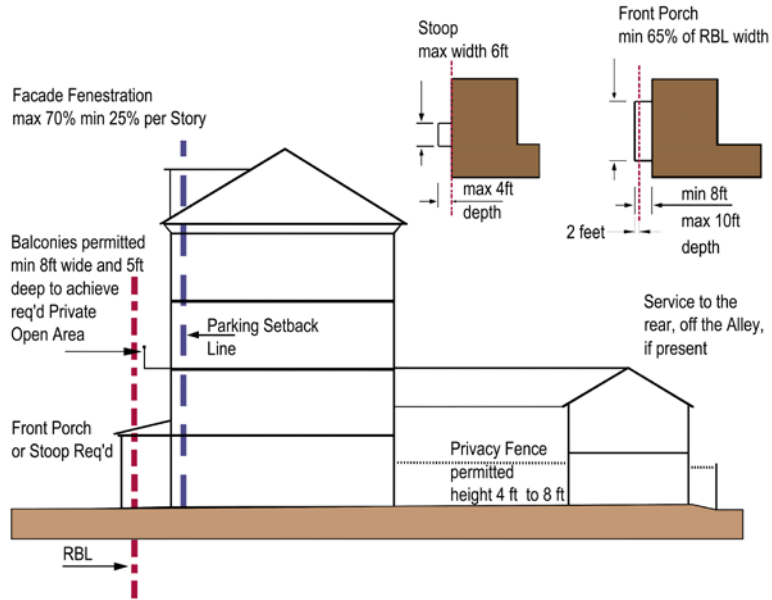 Stoop
max width 6ft
Front Porch
min 65% of RBL width
Facade Fenestration
max 70% min 25% per Story
max 4ft
depth
min 8ft
max 10ft
depth
2 feet
Balconies permitted
min 8ft wide and 5ft
deep to achieve
req'd Private
Open Area
Parking Setback
Line
Service to the
rear, off the Alley,
if present
Front Porch
or Stoop Req'd
Privacy Fence
permitted
height 4 ft to 8 ft
RBL